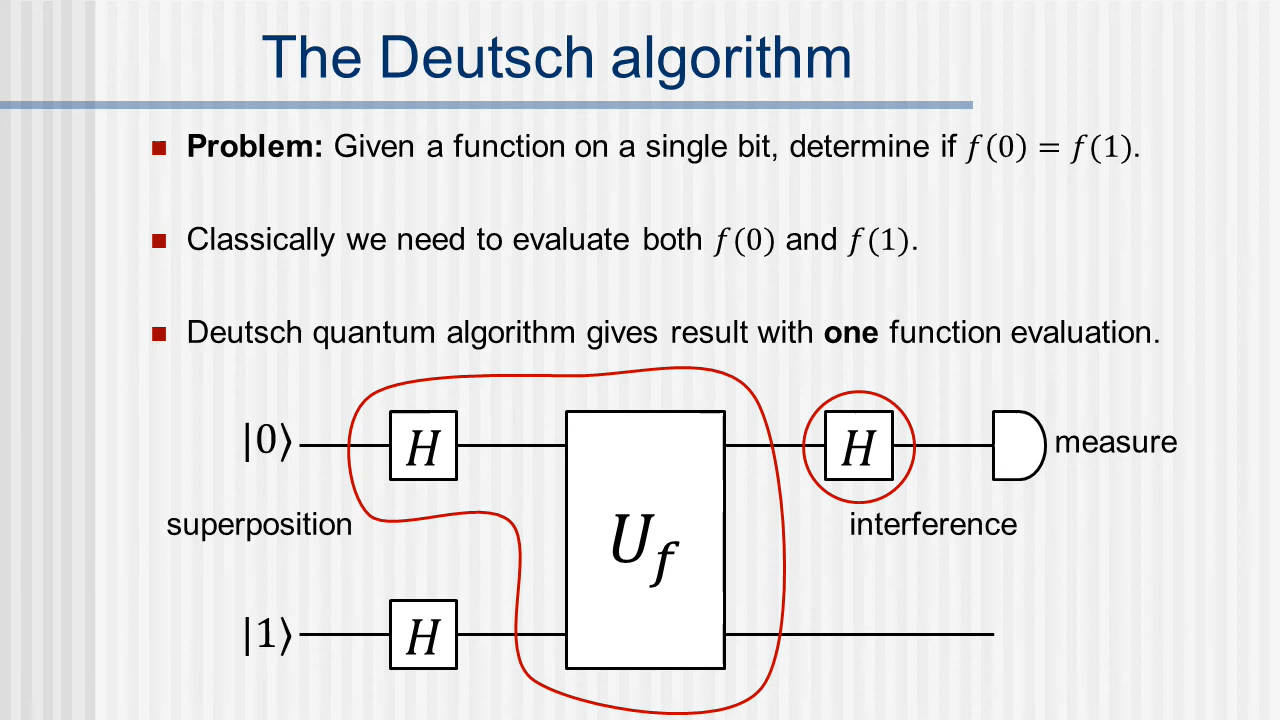 The Deutsch algorithm
Problem: Given a function on a single bit, determine if 𝑓(0) = 𝑓(1).
Classically we need to evaluate both 𝑓(0) and 𝑓(1).
Deutsch quantum algorithm gives result with one function evaluation.
|0⟩ 𝐻 𝐻 measure
superposition interference
𝑈𝑓
|1⟩ 𝐻